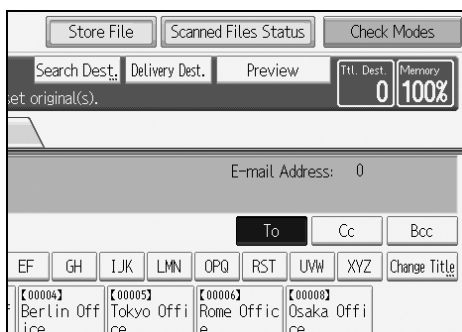 Store File Scanned Files Status Check Modes
Search Dest. Delivery Dest. Preview Ttl. Dest. Memory
et original(s). 0 100%
E-mail Address: 0
To Cc Bcc
EF GH IJK LMN OPQ RST UVW XYZ Change Title
【00004】 【00005】 【00006】 【00008】
Berlin Off Tokyo Offi Rome Offic Osaka Offi
ice ce e ce